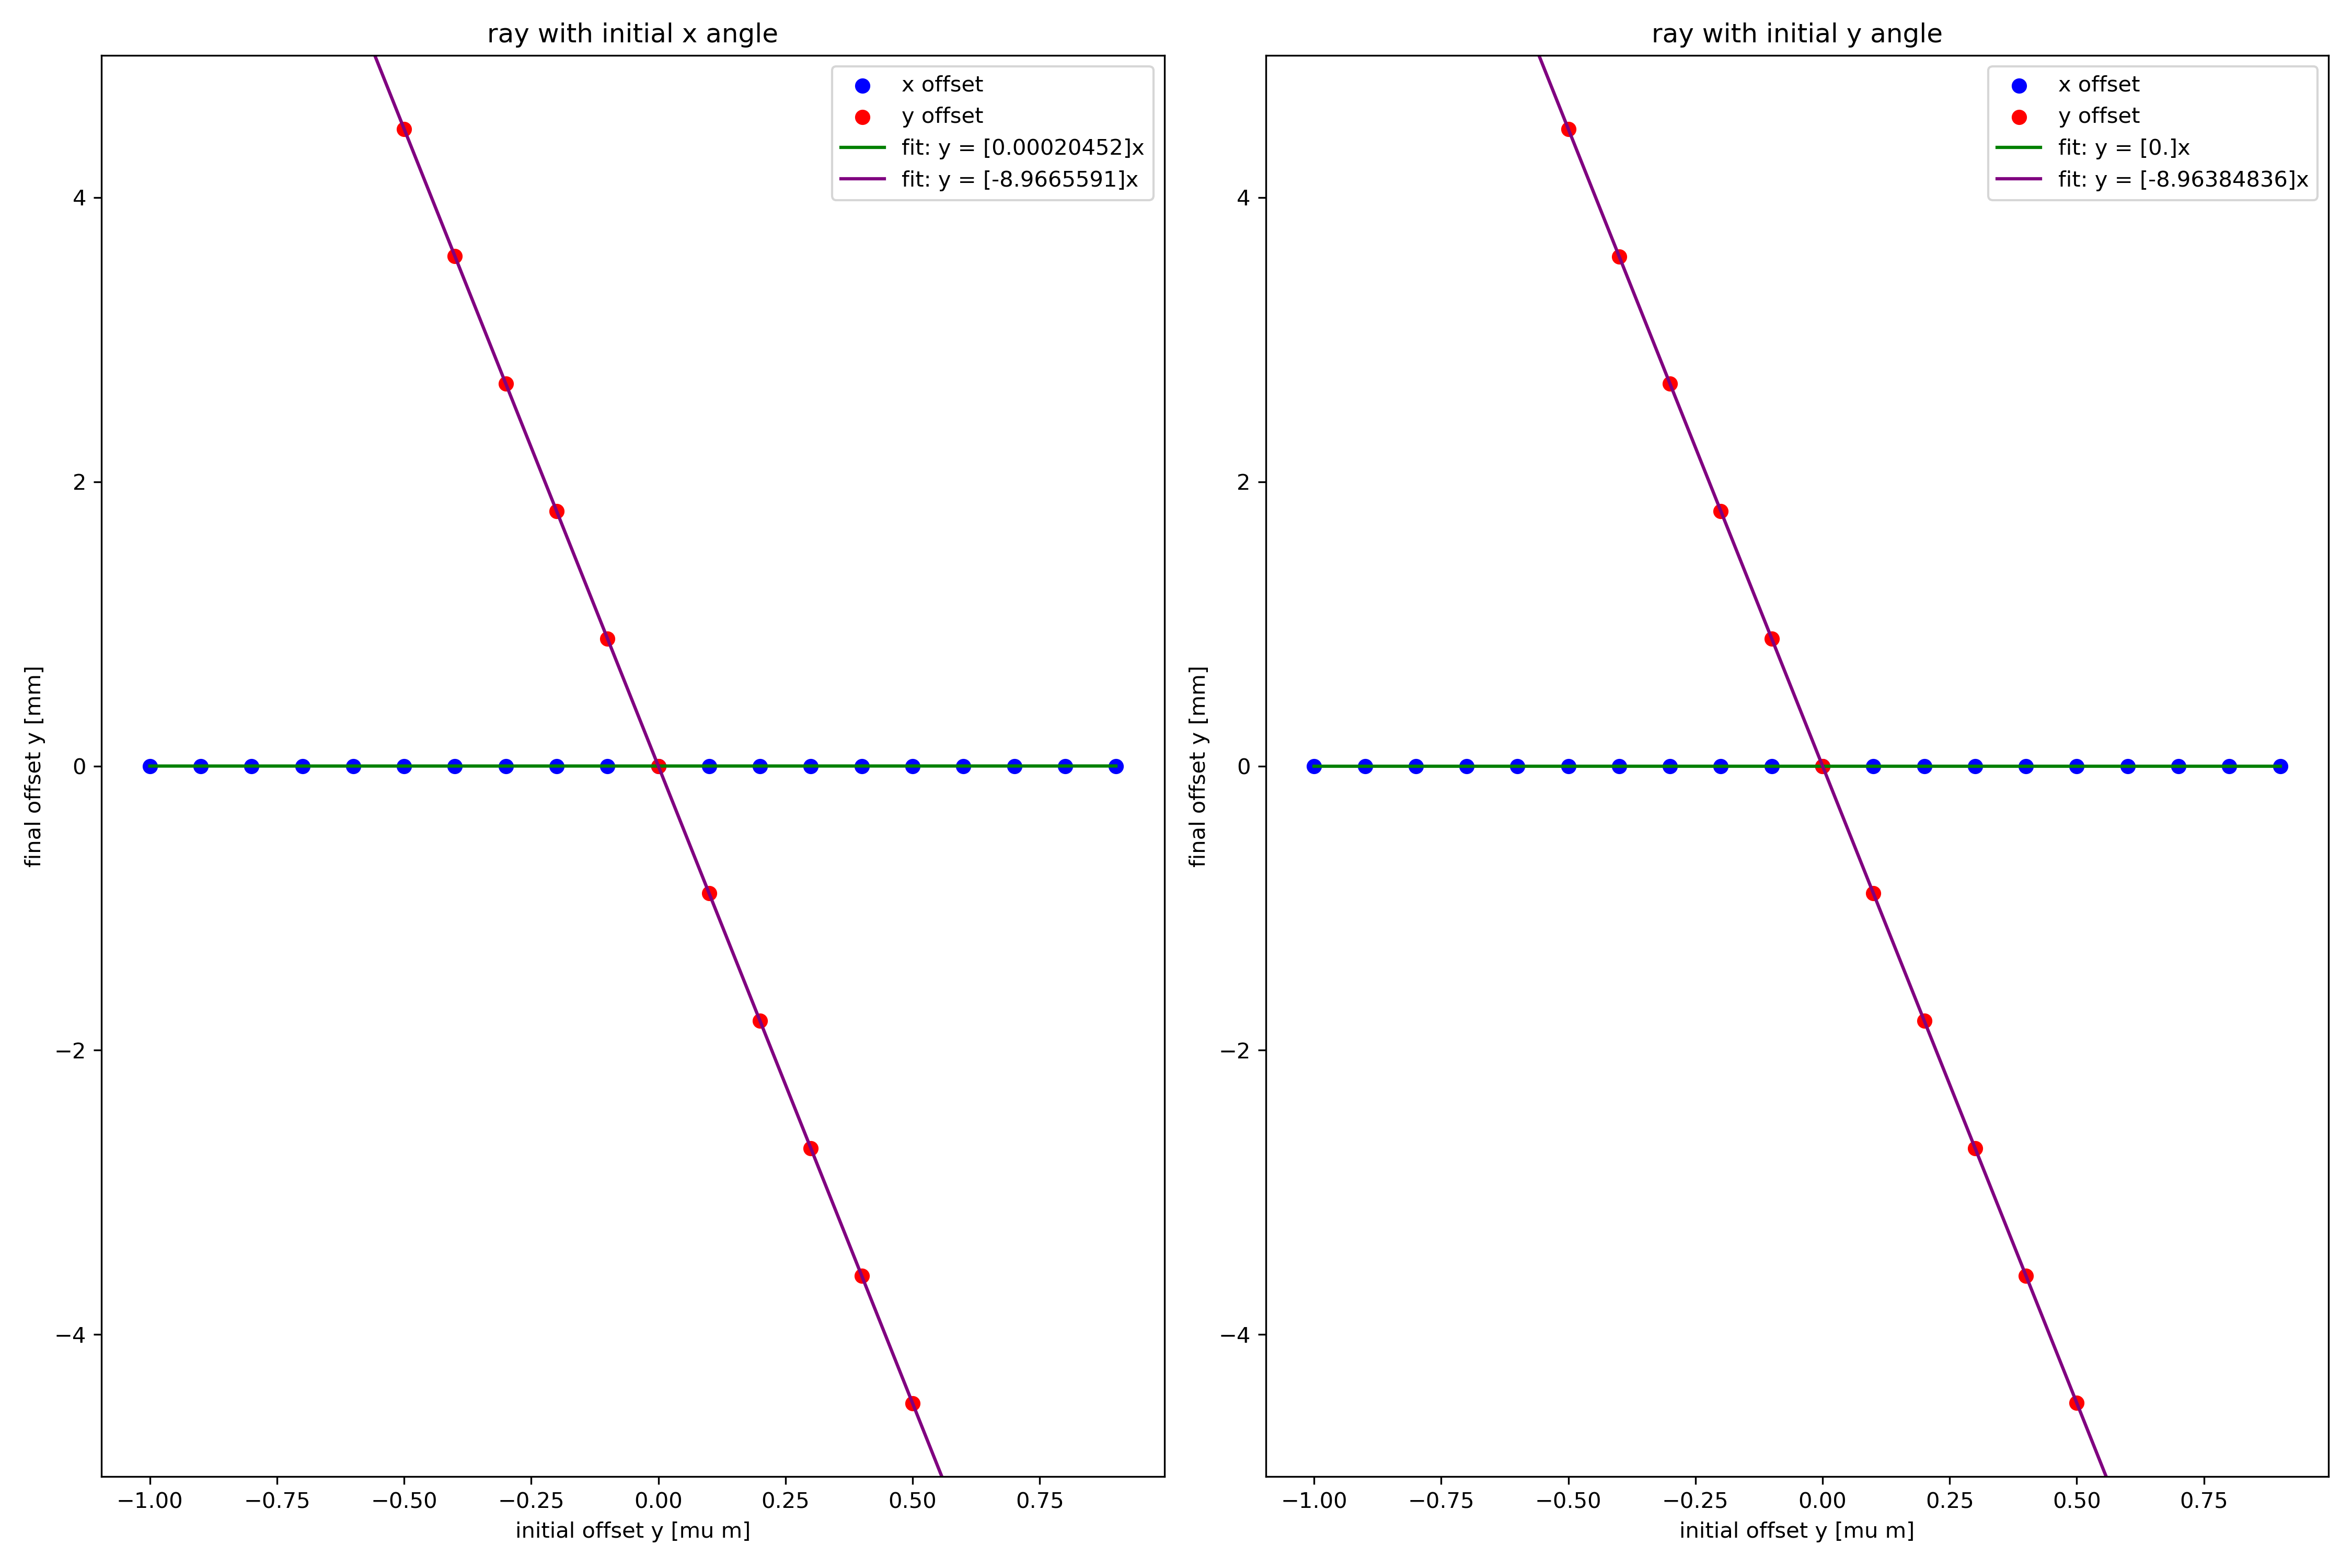 ray with initial x angle
x offset
y offset
fit: y = [0.00020452]x
fit: y = [-8.9665591]x
final offset y [mm]
4
2
0
−2
−4
−1.00 −0.75 −0.50 −0.25 0.00 0.25 0.50 0.75
initial offset y [mu m]
ray with initial y angle
x offset
y offset
fit: y = [0.]x
fit: y = [-8.96384836]x
final offset y [mm]
4
2
0
−2
−4
−1.00 −0.75 −0.50 −0.25 0.00 0.25 0.50 0.75
initial offset y [mu m]